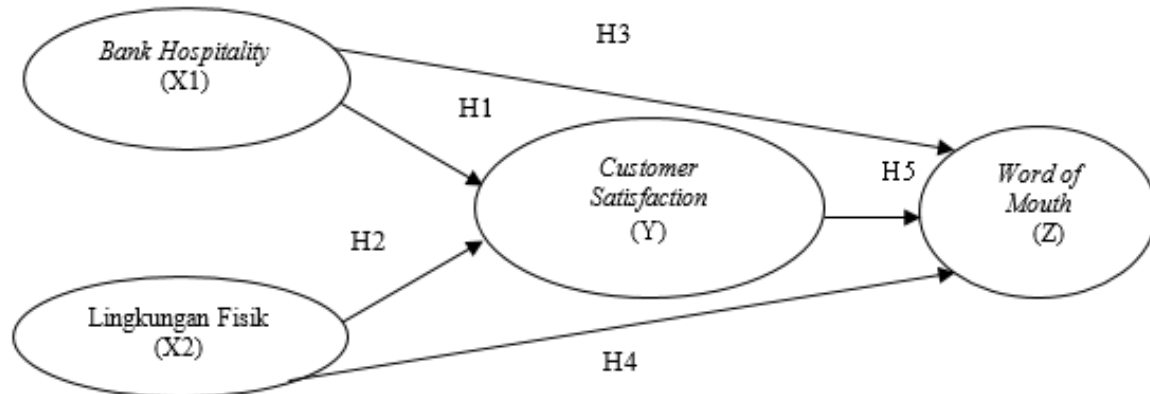 Bank Hospitality
(X1)
H3
H1
Customer
Satisfaction
(Y)
H5
Word of
Mouth
(Z)
H2
Lingkungan Fisik
(X2)
H4